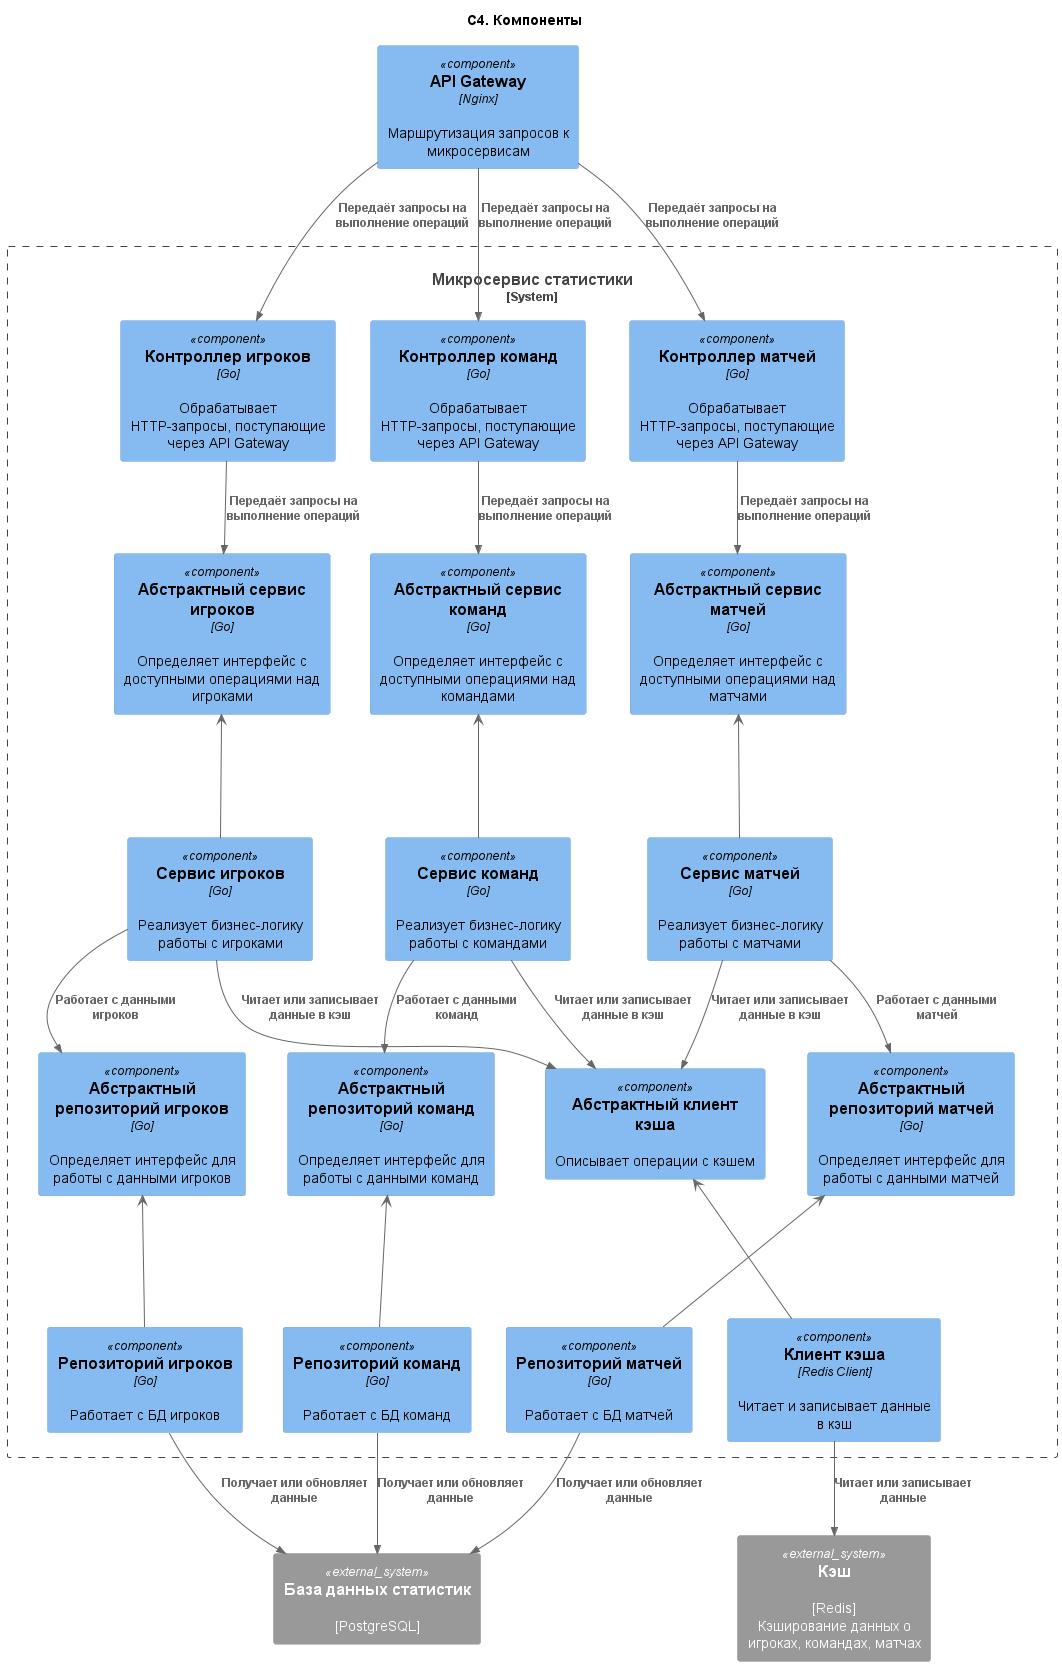 C4. Компоненты
«component»
API Gateway
[Nginx]
Маршрутизация запросов к
микросервисам
Передаёт запросы на
выполнение операций
Передаёт запросы на
выполнение операций
Передаёт запросы на
выполнение операций
Микросервис статистики
[System]
«component»
Контроллер игроков
[Go]
Обрабатывает
HTTP-запросы, поступающие
через API Gateway
«component»
Контроллер команд
[Go]
Обрабатывает
HTTP-запросы, поступающие
через API Gateway
«component»
Контроллер матчей
[Go]
Обрабатывает
HTTP-запросы, поступающие
через API Gateway
Передаёт запросы на
выполнение операций
Передаёт запросы на
выполнение операций
Передаёт запросы на
выполнение операций
«component»
Абстрактный сервис
игроков
[Go]
Определяет интерфейс с
доступными операциями над
игроками
«component»
Абстрактный сервис
команд
[Go]
Определяет интерфейс с
доступными операциями над
командами
«component»
Абстрактный сервис
матчей
[Go]
Определяет интерфейс с
доступными операциями над
матчами
«component»
Сервис игроков
[Go]
Реализует бизнес-логику
работы с игроками
«component»
Сервис команд
[Go]
Реализует бизнес-логику
работы с командами
«component»
Сервис матчей
[Go]
Реализует бизнес-логику
работы с матчами
Работает с данными
игроков
Читает или записывает
данные в кэш
Работает с данными
команд
Читает или записывает
данные в кэш
Читает или записывает
данные в кэш
Работает с данными
матчей
«component»
Абстрактный
репозиторий игроков
[Go]
Определяет интерфейс для
работы с данными игроков
«component»
Абстрактный
репозиторий команд
[Go]
Определяет интерфейс для
работы с данными команд
«component»
Абстрактный клиент
кэша
Описывает операции с кэшем
«component»
Абстрактный
репозиторий матчей
[Go]
Определяет интерфейс для
работы с данными матчей
«component»
Репозиторий игроков
[Go]
Работает с БД игроков
«component»
Репозиторий команд
[Go]
Работает с БД команд
«component»
Репозиторий матчей
[Go]
Работает с БД матчей
«component»
Клиент кэша
[Redis Client]
Читает и записывает данные
в кэш
Получает или обновляет
данные
Получает или обновляет
данные
Получает или обновляет
данные
Читает или записывает
данные
«external_system»
База данных статистик
[PostgreSQL]
«external_system»
Кэш
[Redis]
Кэширование данных о
игроках, командах, матчах